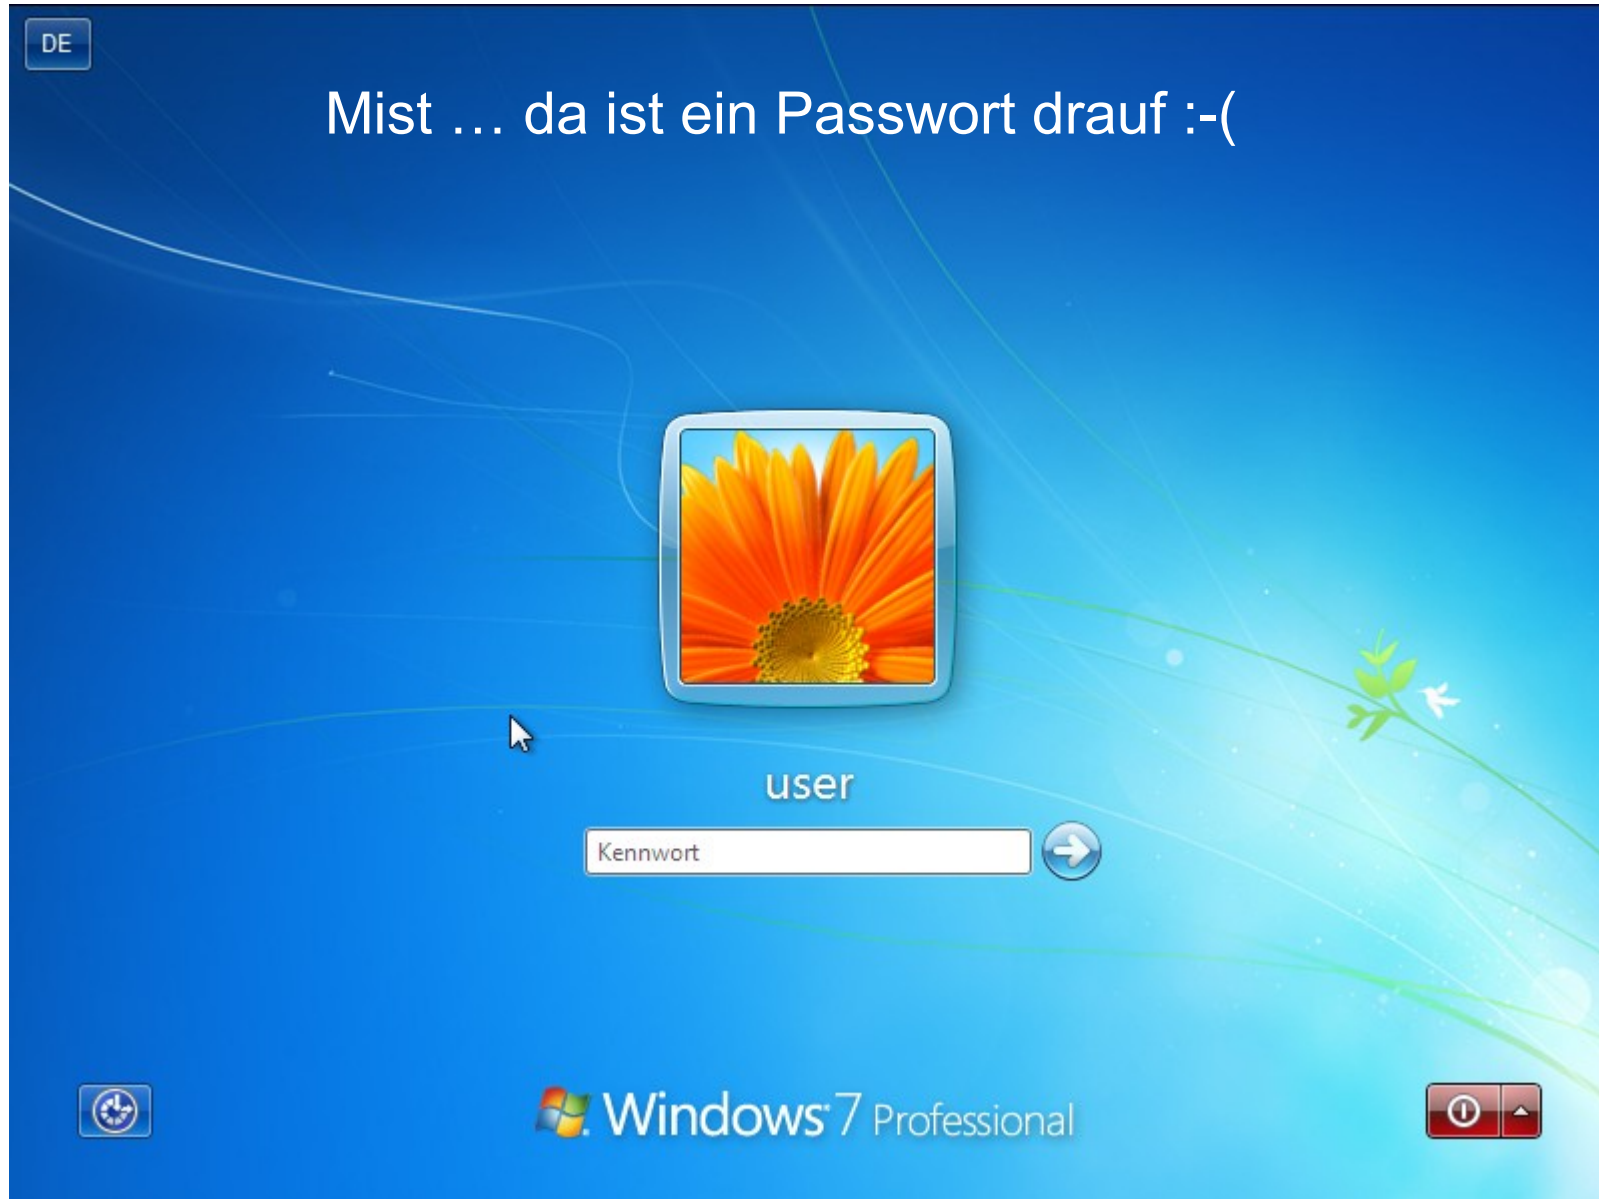 DE
Mist … da ist ein Passwort drauf :-(
user
Kennwort
Windows 7 Professional